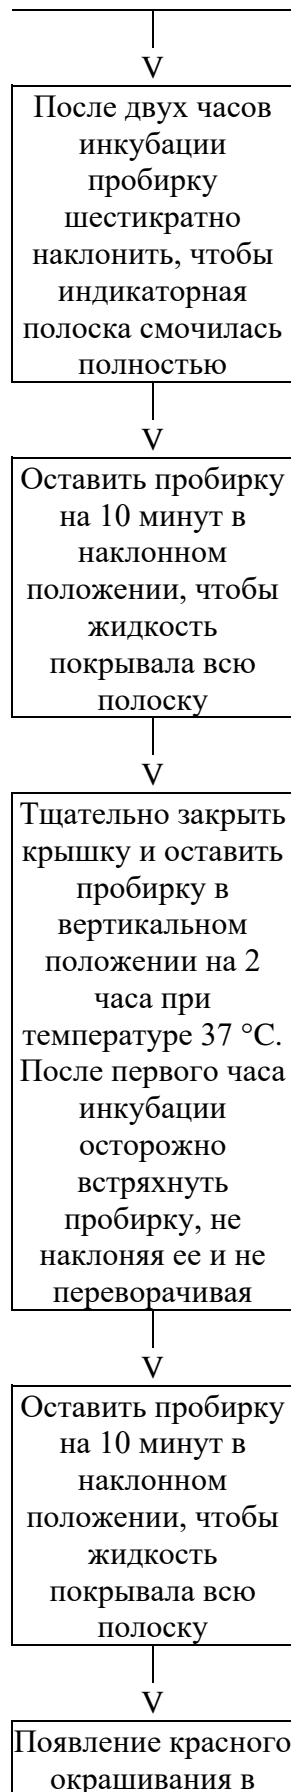 V
После двух часов
инкубации
пробирку
шестикратно
наклонить, чтобы
индикаторная
полоска смочилась
полностью
V
Оставить пробирку
на 10 минут в
наклонном
положении, чтобы
жидкость
покрывала всю
полоску
V
Тщательно закрыть
крышку и оставить
пробирку в
вертикальном
положении на 2
часа при
температуре 37 °C.
После первого часа
инкубации
осторожно
встряхнуть
пробирку, не
наклоняя ее и не
переворачивая
V
Оставить пробирку
на 10 минут в
наклонном
положении, чтобы
жидкость
покрывала всю
полоску
V
Появление красного
окрашивания в